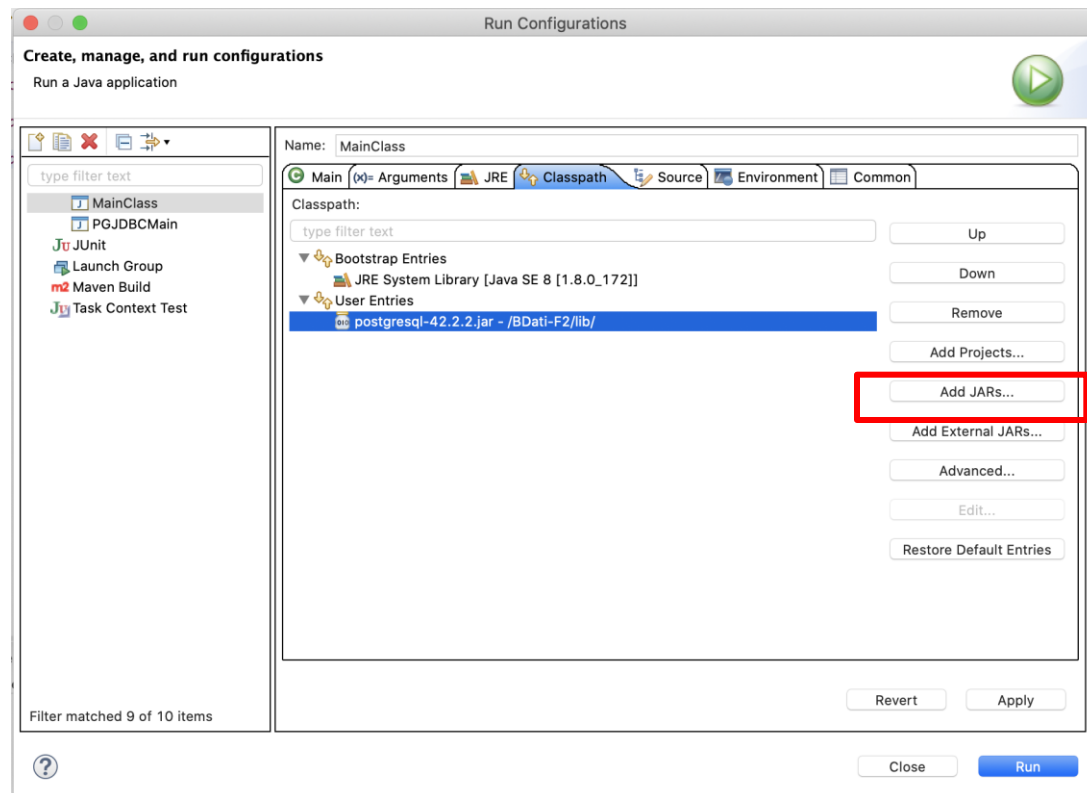 Run Configurations
Create, manage, and run configurations
Run a Java application
type filter text
MainClass
PGJDBCMain
Ju JUnit
Launch Group
m2 Maven Build
Ju Task Context Test
Filter matched 9 of 10 items
Name: MainClass
Main (x)= Arguments JRE Classpath Source Environment Common
Classpath:
type filter text
Bootstrap Entries
JRE System Library [Java SE 8 [1.8.0_172]]
User Entries
postgresql-42.2.2.jar - /BDati-F2/lib/
Up
Down
Remove
Add Projects...
Add JARs...
Add External JARs...
Advanced...
Edit...
Restore Default Entries
Revert Apply
Close Run